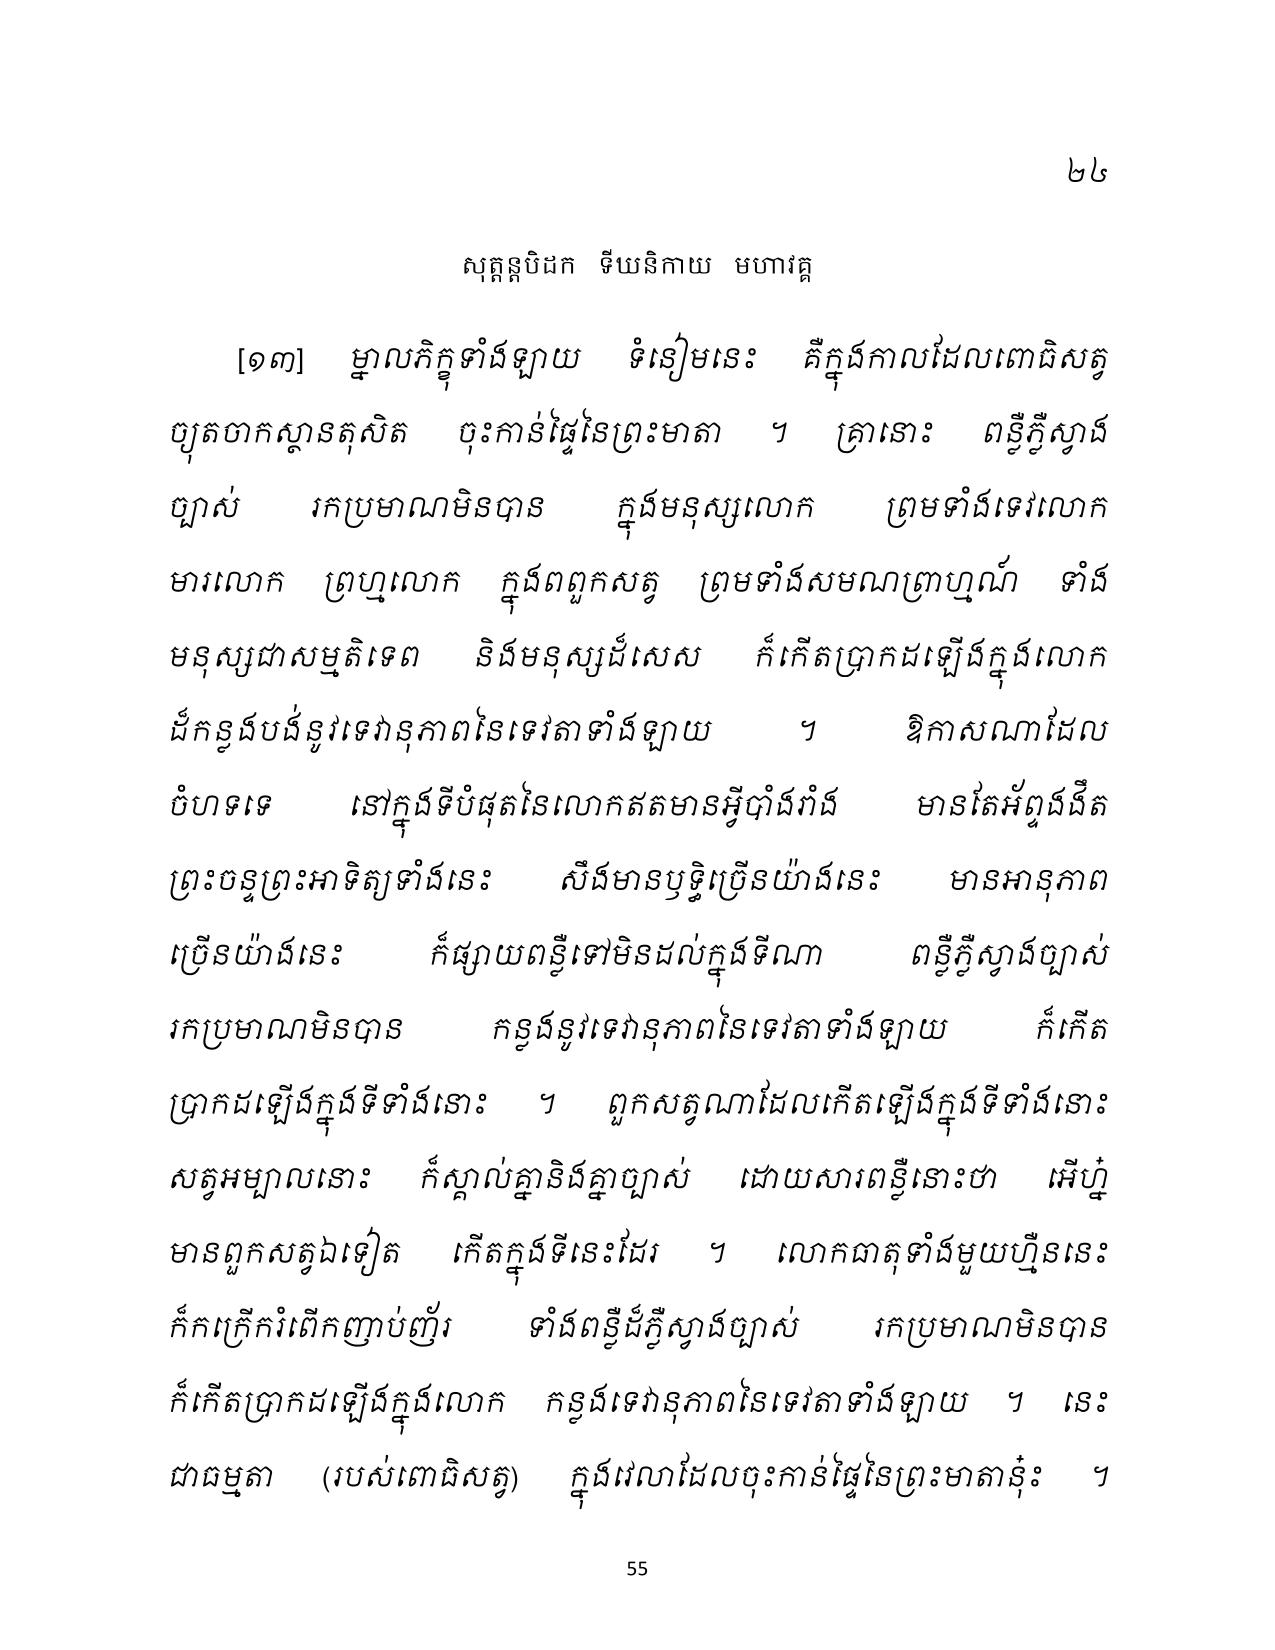 ២៤
សុត្តន្តបិដក ទីឃនិកាយ មហាវគ្គ
[១៣] ម្នាលភិក្ខុទាំងឡាយ ទំនៀមនេះ គឺក្នុងកាលដែលពោធិសត្វ
ច្យុតចាកស្ថានតុសិត ចុះកាន់ផ្ទៃនៃព្រះមាតា ។ គ្រានោះ ពន្លឺភ្លឺស្វាង
ច្បាស់ រកប្រមាណមិនបាន ក្នុងមនុស្សលោក ព្រមទាំងទេវលោក
មារលោក ព្រហ្មលោក ក្នុងពពួកសត្វ ព្រមទាំងសមណព្រាហ្មណ៍ ទាំង
មនុស្សជាសម្មតិទេព និងមនុស្សដ៏សេស ក៏កើតប្រាកដឡើងក្នុងលោក
ដ៏កន្លងបង់នូវទេវានុភាពនៃទេវតាទាំងឡាយ ។ ឱកាសណាដែល
ចំហទទេ នៅក្នុងទីបំផុតនៃលោកឥតមានអ្វីបាំងរាំង មានតែអ័ព្ទងងឹត
ព្រះចន្ទព្រះអាទិត្យទាំងនេះ សឹងមានឫទ្ធិច្រើនយ៉ាងនេះ មានអានុភាព
ច្រើនយ៉ាងនេះ ក៏ផ្សាយពន្លឺទៅមិនដល់ក្នុងទីណា ពន្លឺភ្លឺស្វាងច្បាស់
រកប្រមាណមិនបាន កន្លងនូវទេវានុភាពនៃទេវតាទាំងឡាយ ក៏កើត
ប្រាកដឡើងក្នុងទីទាំងនោះ ។ ពួកសត្វណាដែលកើតឡើងក្នុងទីទាំងនោះ
សត្វអម្បាលនោះ ក៏ស្គាល់គ្នានិងគ្នាច្បាស់ ដោយសារពន្លឺនោះថា អើហ្ន៎
មានពួកសត្វឯទៀត កើតក្នុងទីនេះដែរ ។ លោកធាតុទាំងមួយហ្មឺននេះ
ក៏កក្រើករំពើកញាប់ញ័រ ទាំងពន្លឺដ៏ភ្លឺស្វាងច្បាស់ រកប្រមាណមិនបាន
ក៏កើតប្រាកដឡើងក្នុងលោក កន្លងទេវានុភាពនៃទេវតាទាំងឡាយ ។ នេះ
ជាធម្មតា (របស់ពោធិសត្វ) ក្នុងវេលាដែលចុះកាន់ផ្ទៃនៃព្រះមាតានុ៎ះ ។
55